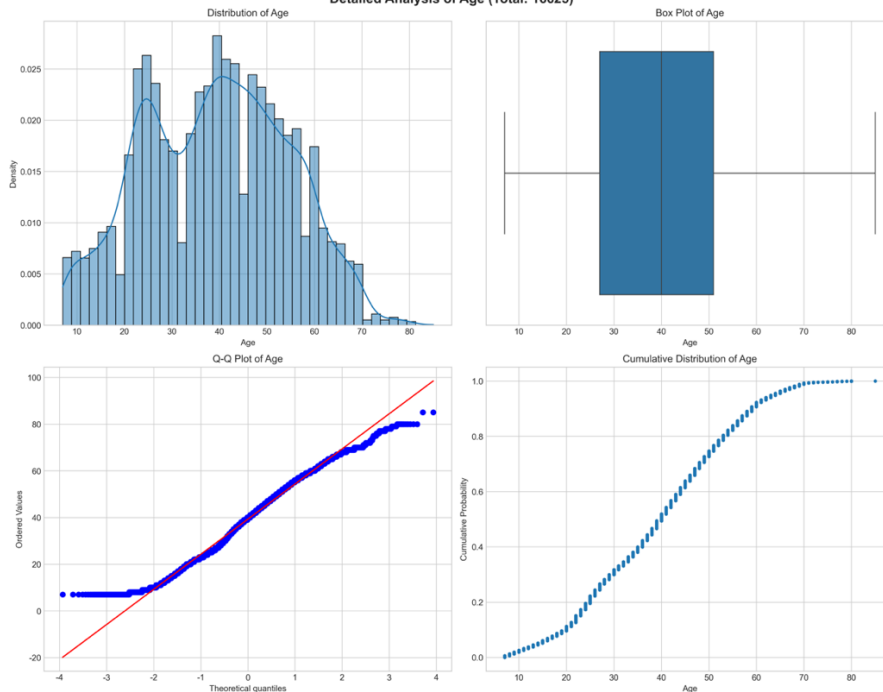 Detailed Analysis of Age (Total: 16629)
Distribution of Age
Density
0.025
0.020
0.015
0.010
0.005
0.000
10 20 30 40 50 60 70 80
Age
Box Plot of Age
10 20 30 40 50 60 70 80
Age
Q-Q Plot of Age
Ordered Values
100
80
60
40
20
0
-20
-4 -3 -2 -1 0 1 2 3 4
Theoretical quantiles
Cumulative Distribution of Age
Cumulative Probability
1.0
0.8
0.6
0.4
0.2
0.0
10 20 30 40 50 60 70 80
Age